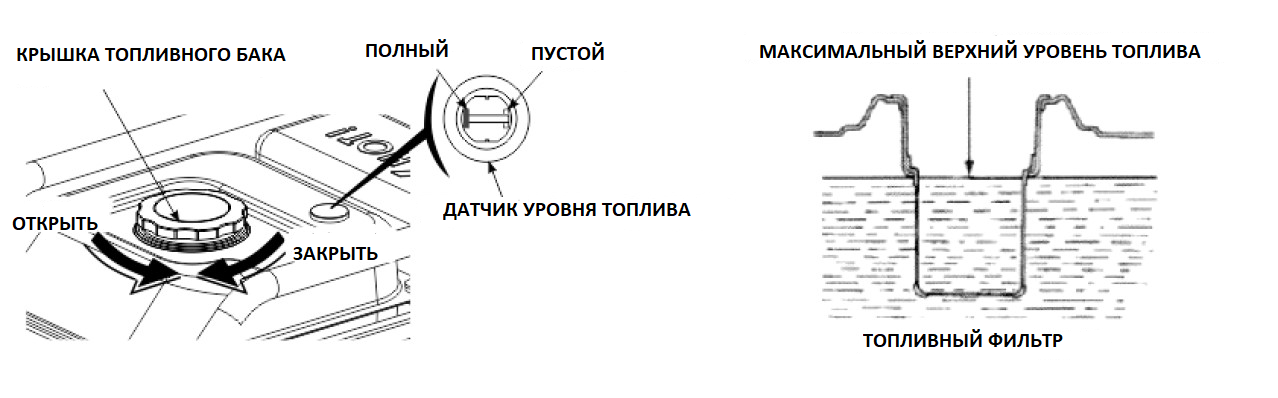 КРЫШКА ТОПЛИВНОГО БАКА
ПОЛНЫЙ
ПУСТОЙ
ДАТЧИК УРОВНЯ ТОПЛИВА
ОТКРЫТЬ
ЗАКРЫТЬ
МАКСИМАЛЬНЫЙ ВЕРХНИЙ УРОВЕНЬ ТОПЛИВА
ТОПЛИВНЫЙ ФИЛЬТР